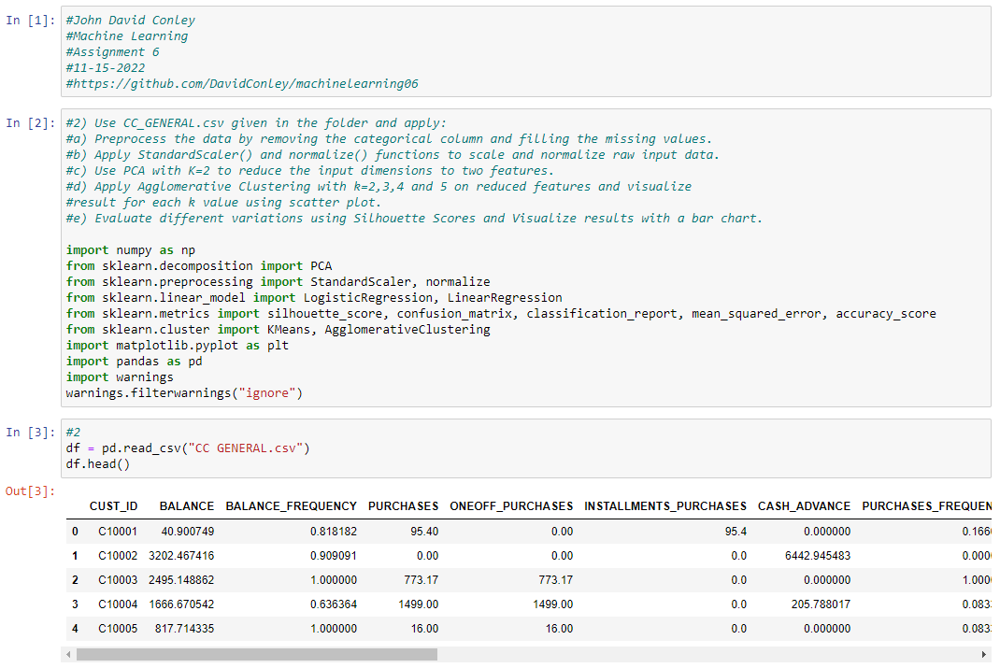 In [1]: #John David Conley
#Machine Learning
#Assignment 6
#11-15-2022
#https://github.com/DavidConley/machinelearning06
In [2]: #2) Use CC_GENERAL.csv given in the folder and apply:
#a) Preprocess the data by removing the categorical column and filling the missing values.
#b) Apply StandardScaler() and normalize() functions to scale and normalize raw input data.
#c) Use PCA with K=2 to reduce the input dimensions to two features.
#d) Apply Agglomerative Clustering with k=2,3,4 and 5 on reduced features and visualize
#result for each k value using scatter plot.
#e) Evaluate different variations using Silhouette Scores and Visualize results with a bar chart.
import numpy as np
from sklearn.decomposition import PCA
from sklearn.preprocessing import StandardScaler, normalize
from sklearn.linear_model import LogisticRegression, LinearRegression
from sklearn.metrics import silhouette_score, confusion_matrix, classification_report, mean_squared_error, accuracy_score
from sklearn.cluster import KMeans, AgglomerativeClustering
import matplotlib.pyplot as plt
import pandas as pd
import warnings
warnings.filterwarnings("ignore")
In [3]: #2
df = pd.read_csv("CC GENERAL.csv")
df.head()
Out[3]:
CUST_ID BALANCE BALANCE_FREQUENCY PURCHASES ONEOFF_PURCHASES INSTALLMENTS_PURCHASES CASH_ADVANCE PURCHASES_FREQUEN
0 C10001 40.900749 0.818182 95.40 0.00 95.4 0.000000 0.166
1 C10002 3202.467416 0.909091 0.00 0.00 0.0 6442.945483 0.000
2 C10003 2495.148862 1.000000 773.17 773.17 0.0 0.000000 1.000
3 C10004 1666.670542 0.636364 1499.00 1499.00 0.0 205.788017 0.083
4 C10005 817.714335 1.000000 16.00 16.00 0.0 0.000000 0.083